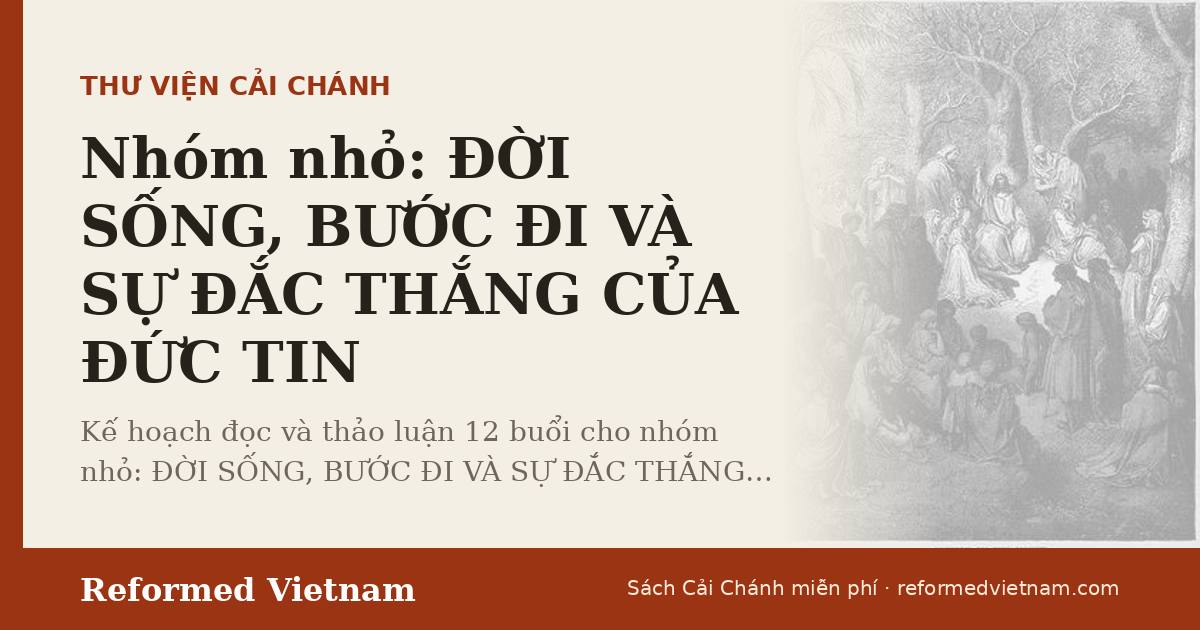 THƯ VIỆN CẢI CHÁNH
Nhóm nhỏ: ĐỜI
SỐNG, BƯỚC ĐI VÀ
SỰ ĐẮC THẮNG CỦA
ĐỨC TIN
Kế hoạch đọc và thảo luận 12 buổi cho nhóm
nhỏ: ĐỜI SỐNG, BƯỚC ĐI VÀ SỰ ĐẮC THẮNG...
Reformed Vietnam
Sách Cải Chánh miễn phí · reformedvietnam.com